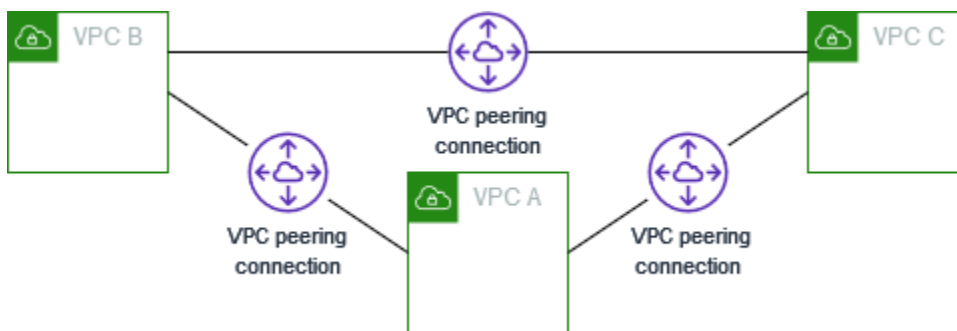 VPC B
VPC C
VPC peering
connection
VPC A
VPC peering
connection
VPC peering
connection